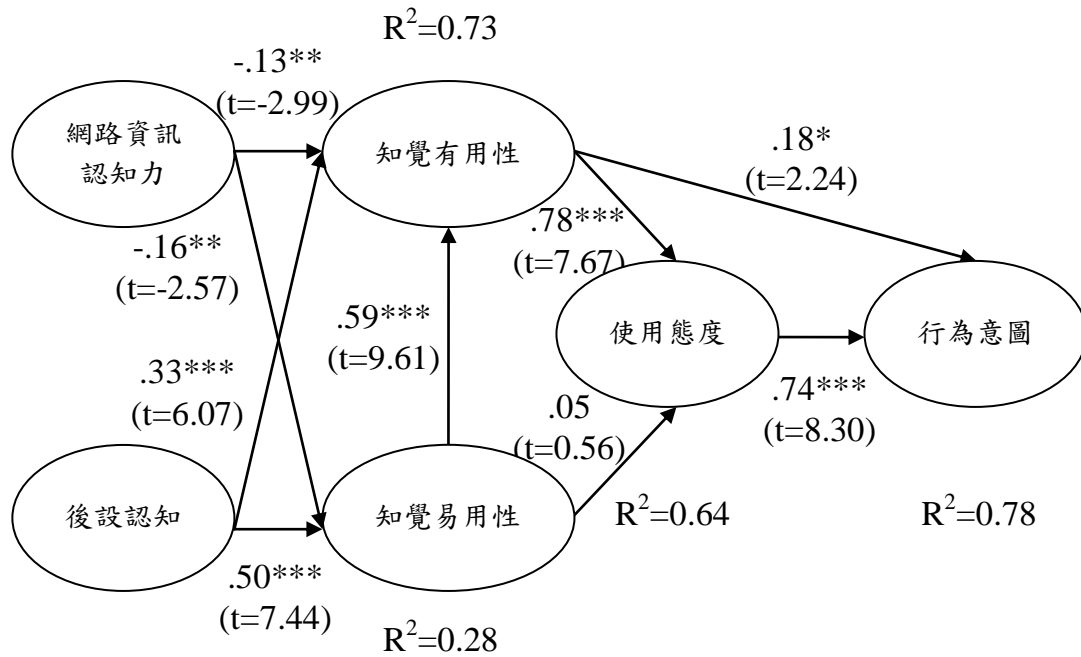 R²=0.73
-.13**
(t=-2.99)
網路資訊
認知力
知覺有用性
.18*
(t=2.24)
-.16**
(t=-2.57)
.78***
(t=7.67)
.59***
(t=9.61)
使用態度
行為意圖
.33***
(t=6.07)
.05
(t=0.56)
.74***
(t=8.30)
後設認知
知覺易用性
R²=0.64
R²=0.78
.50***
(t=7.44)
R²=0.28